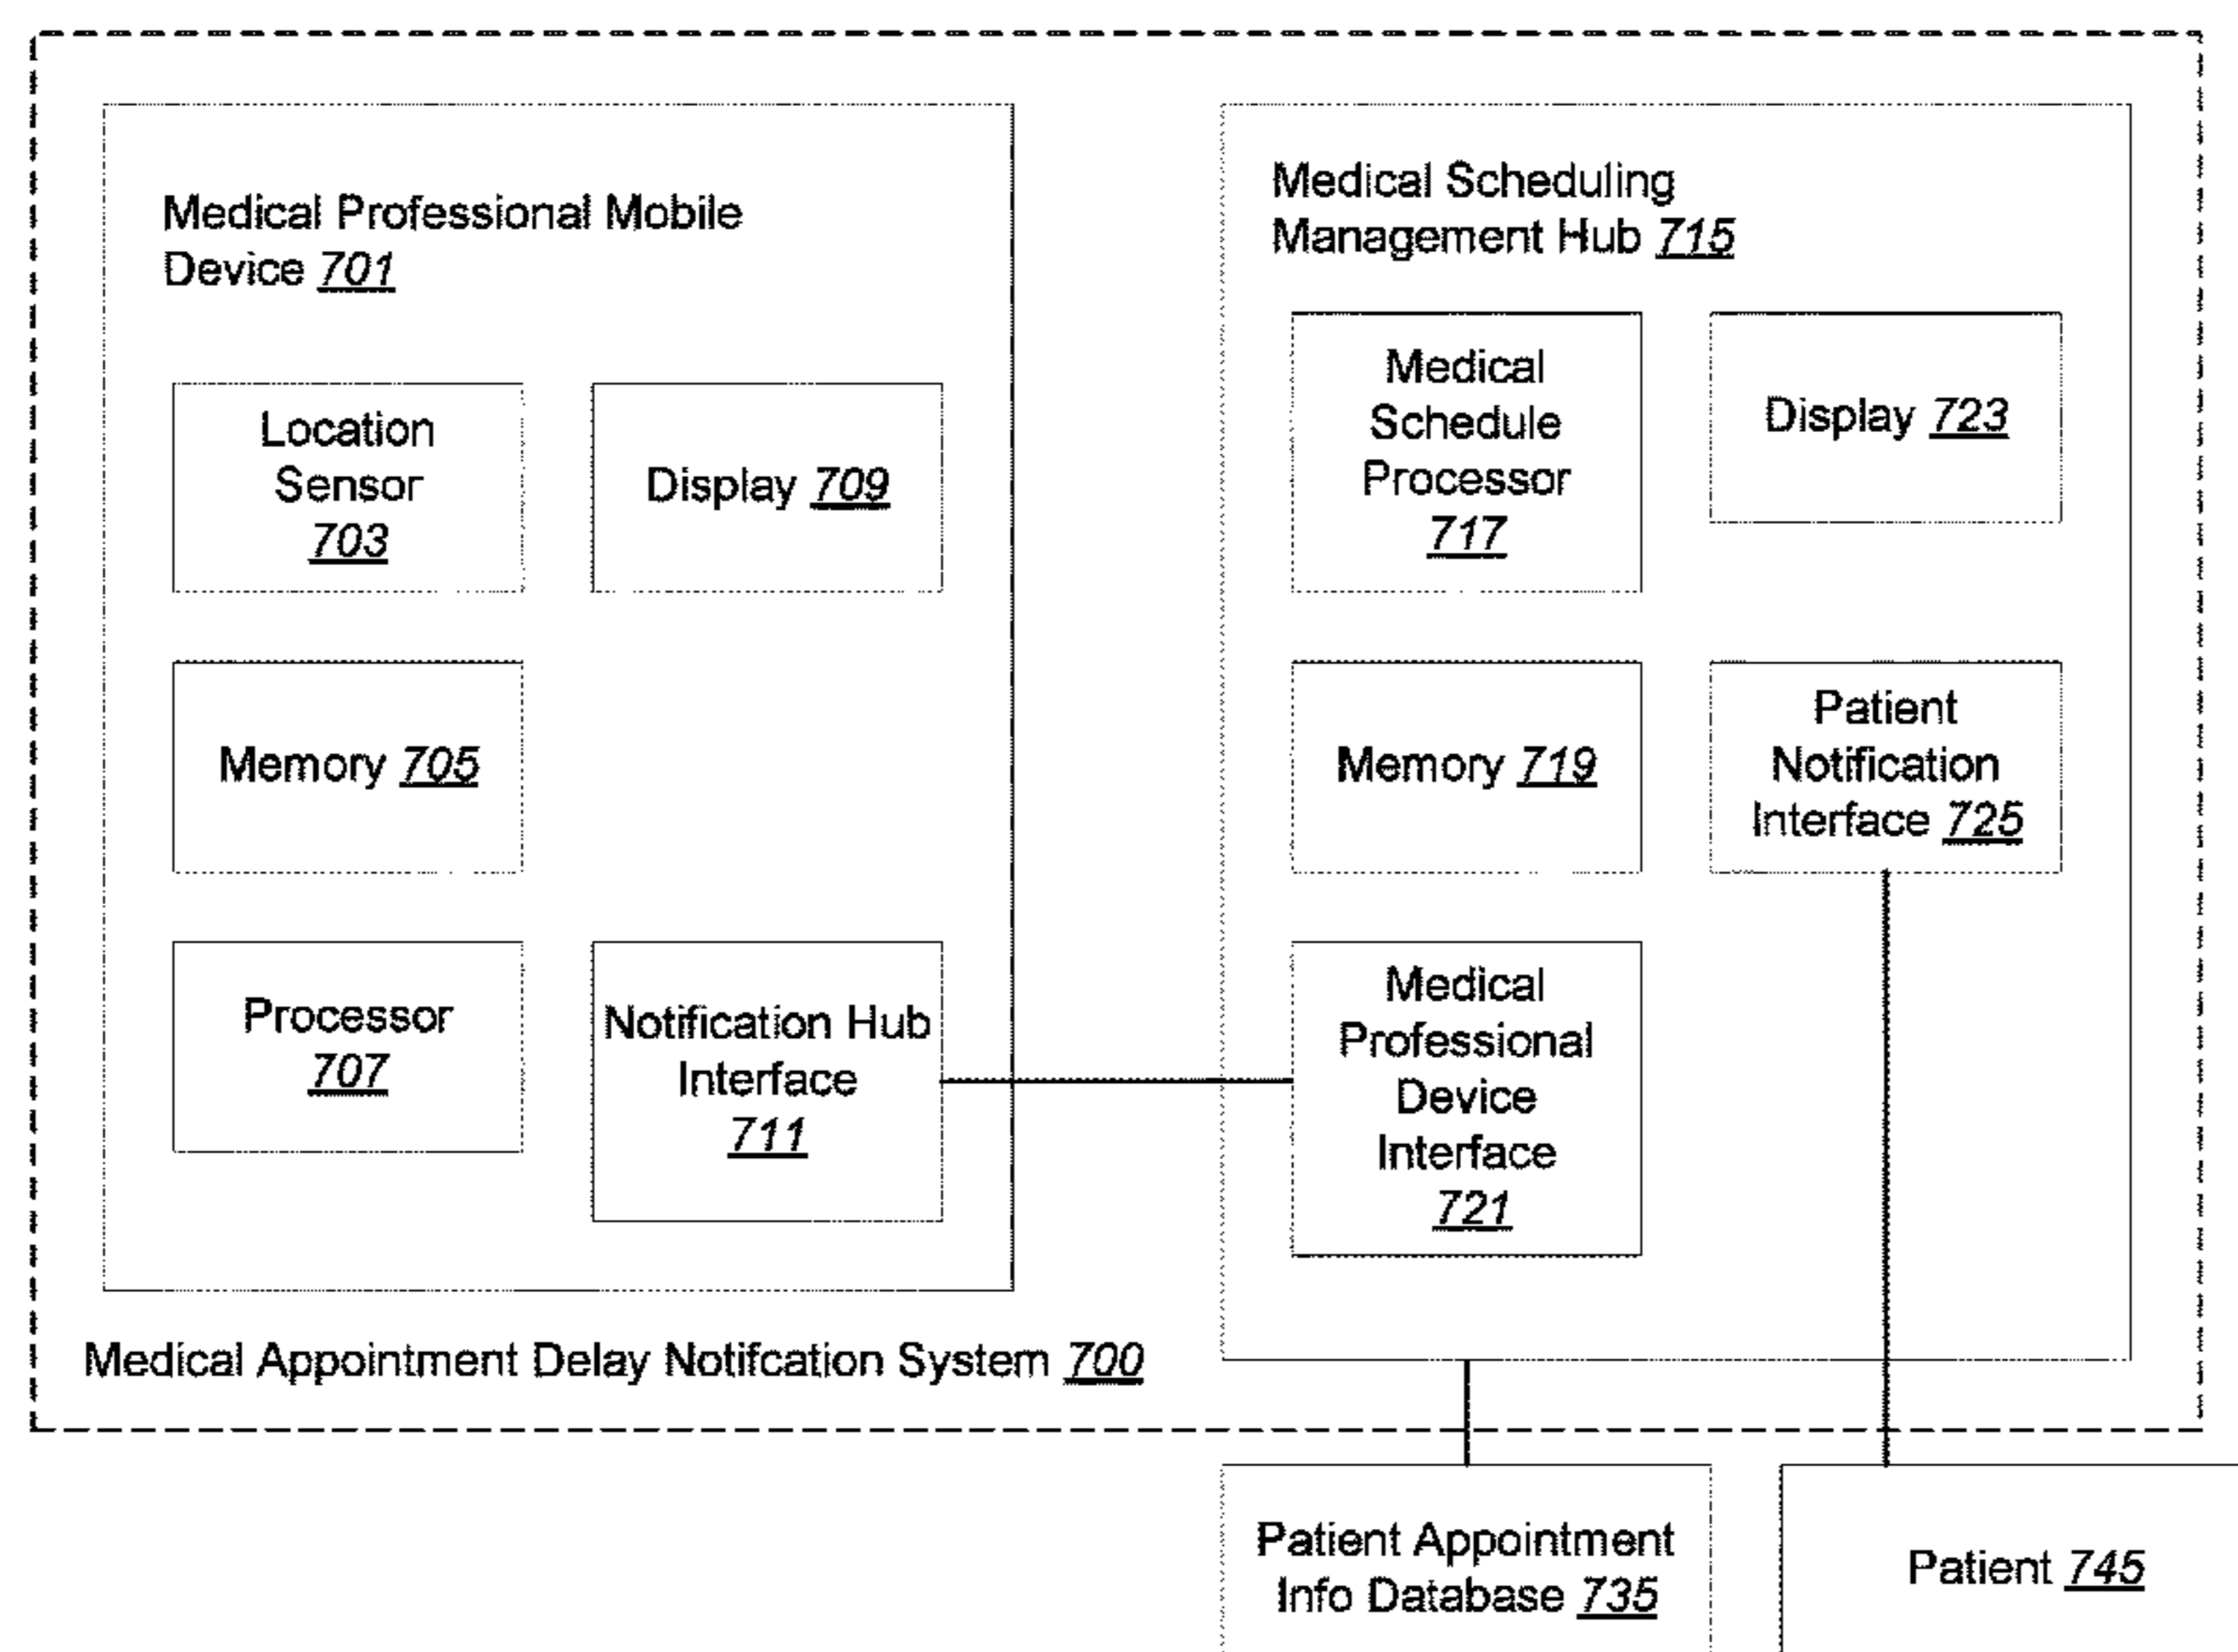 Medical Professional Mobile
Device 701
Location
Sensor
703
Display 709
Memory 705
Processor
707
Notification Hub
Interface
711
Medical Scheduling
Management Hub 715
Medical
Schedule
Processor
717
Display 723
Memory 719
Patient
Notification
Interface 725
Medical
Professional
Device
Interface
721
Medical Appointment Delay Notifcation System 700
Patient Appointment
Info Database 735
Patient 745